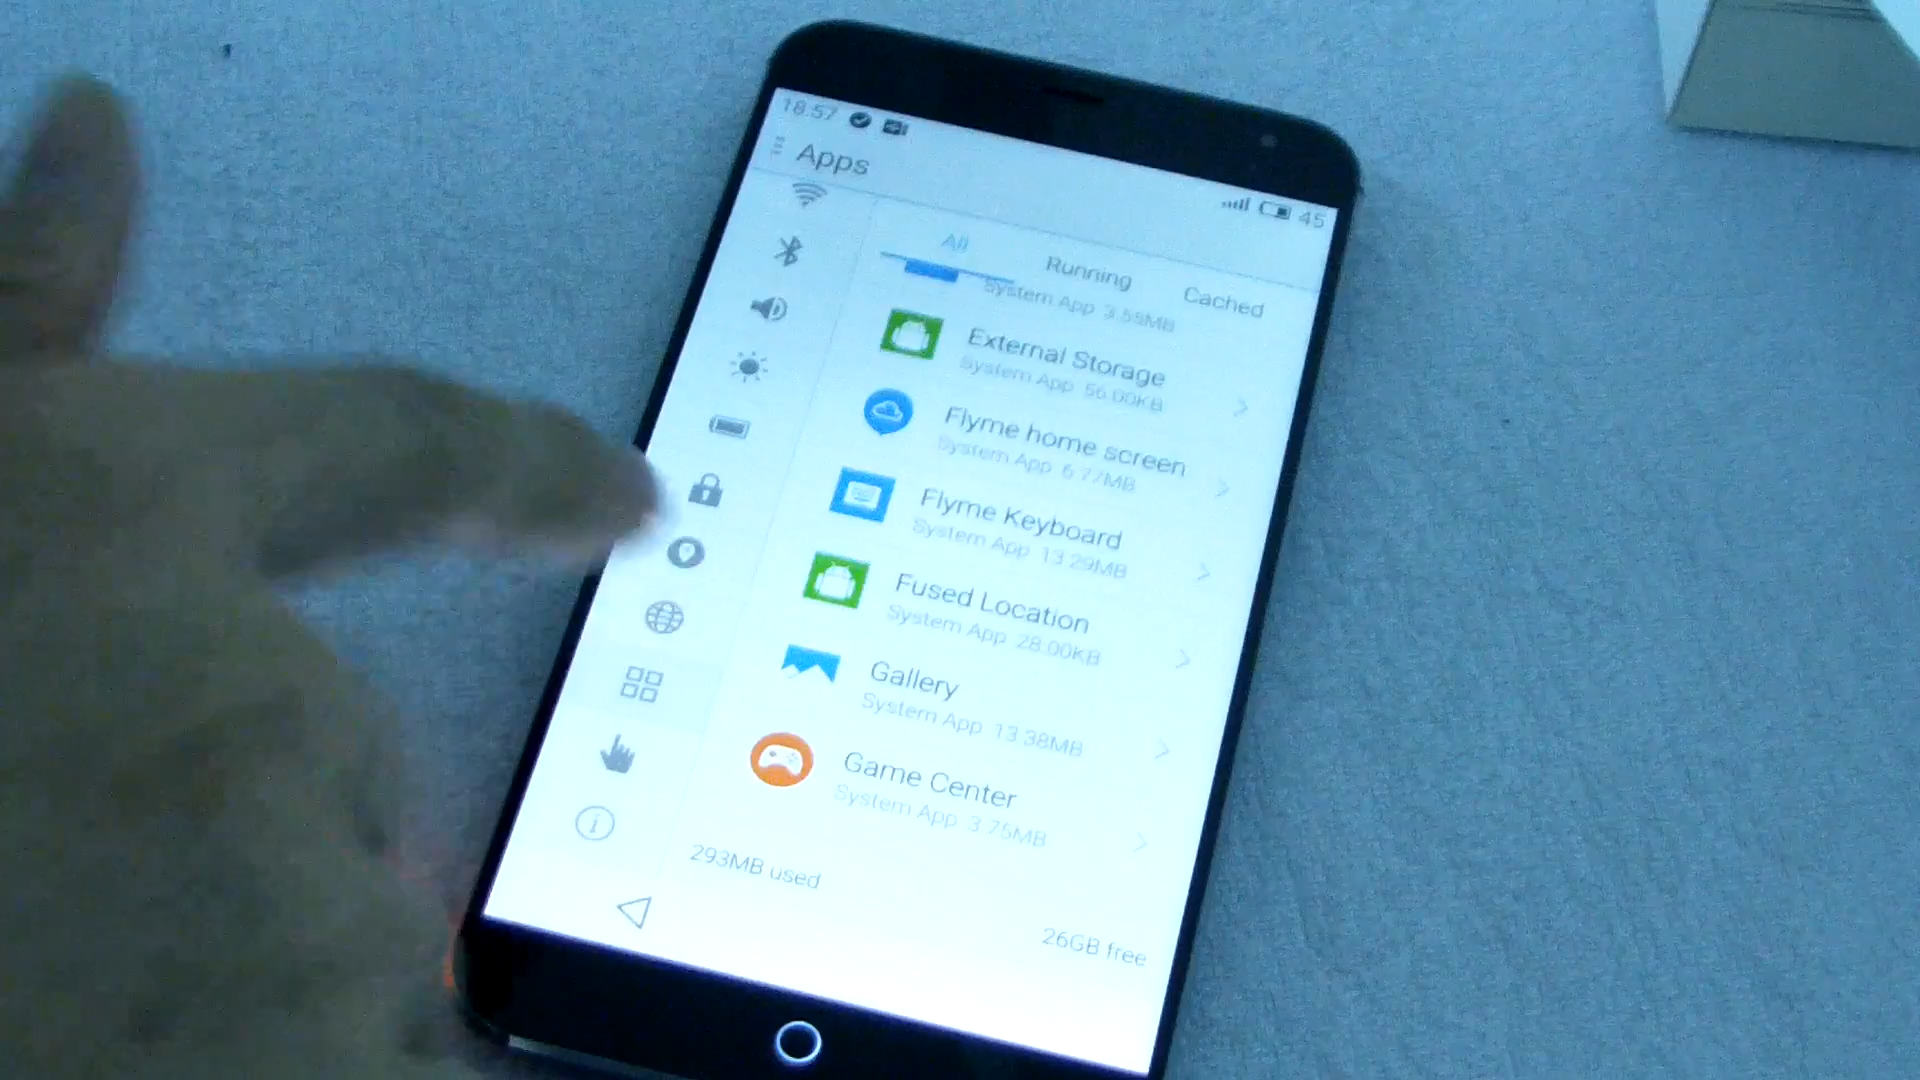 18:57
45
Apps
All
Running
Cached
System App 3.55MB
External Storage
System App 56.00KB
Flyme home screen
System App 6.77MB
Flyme Keyboard
System App 13.29MB
Fused Location
System App 28.00KB
Gallery
System App 13.38MB
Game Center
System App 3.75MB
293MB used
26GB free